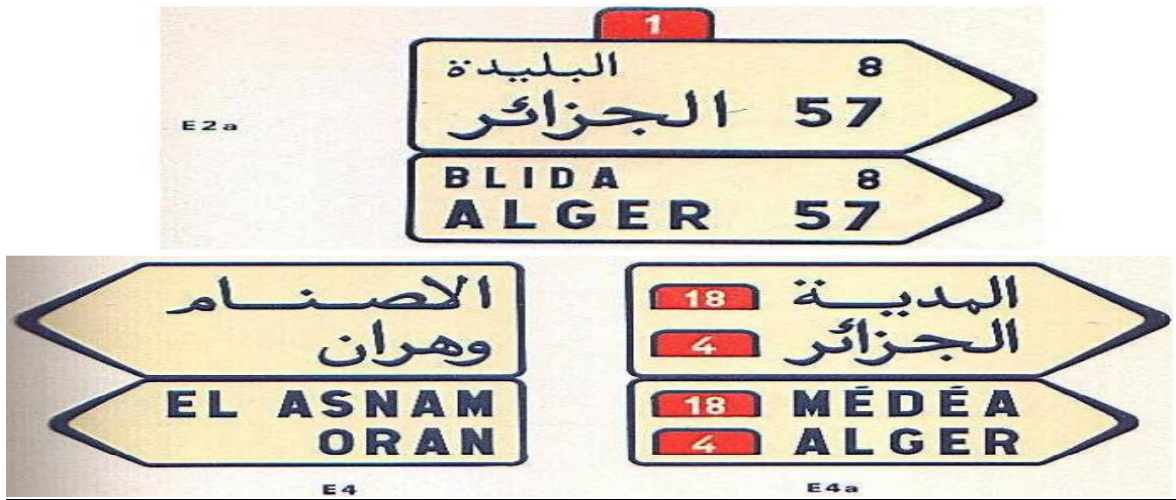 1
البليدة 8
الجزائر 57
BLIDA 8
ALGER 57
E2a
الاصنام
وهران
EL ASNAM
ORAN
E4
18 المدية
4 الجزائر
18 MÉDÉA
4 ALGER
E4a